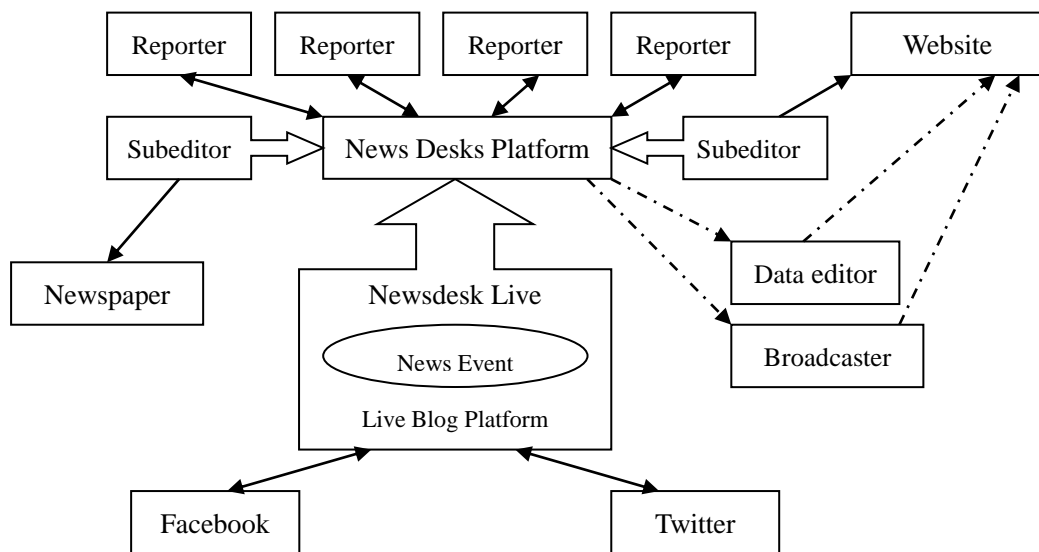 Reporter
Reporter
Reporter
Reporter
Website
Subeditor
News Desks Platform
Subeditor
Newspaper
Newsdesk Live
Data editor
News Event
Broadcaster
Live Blog Platform
Facebook
Twitter